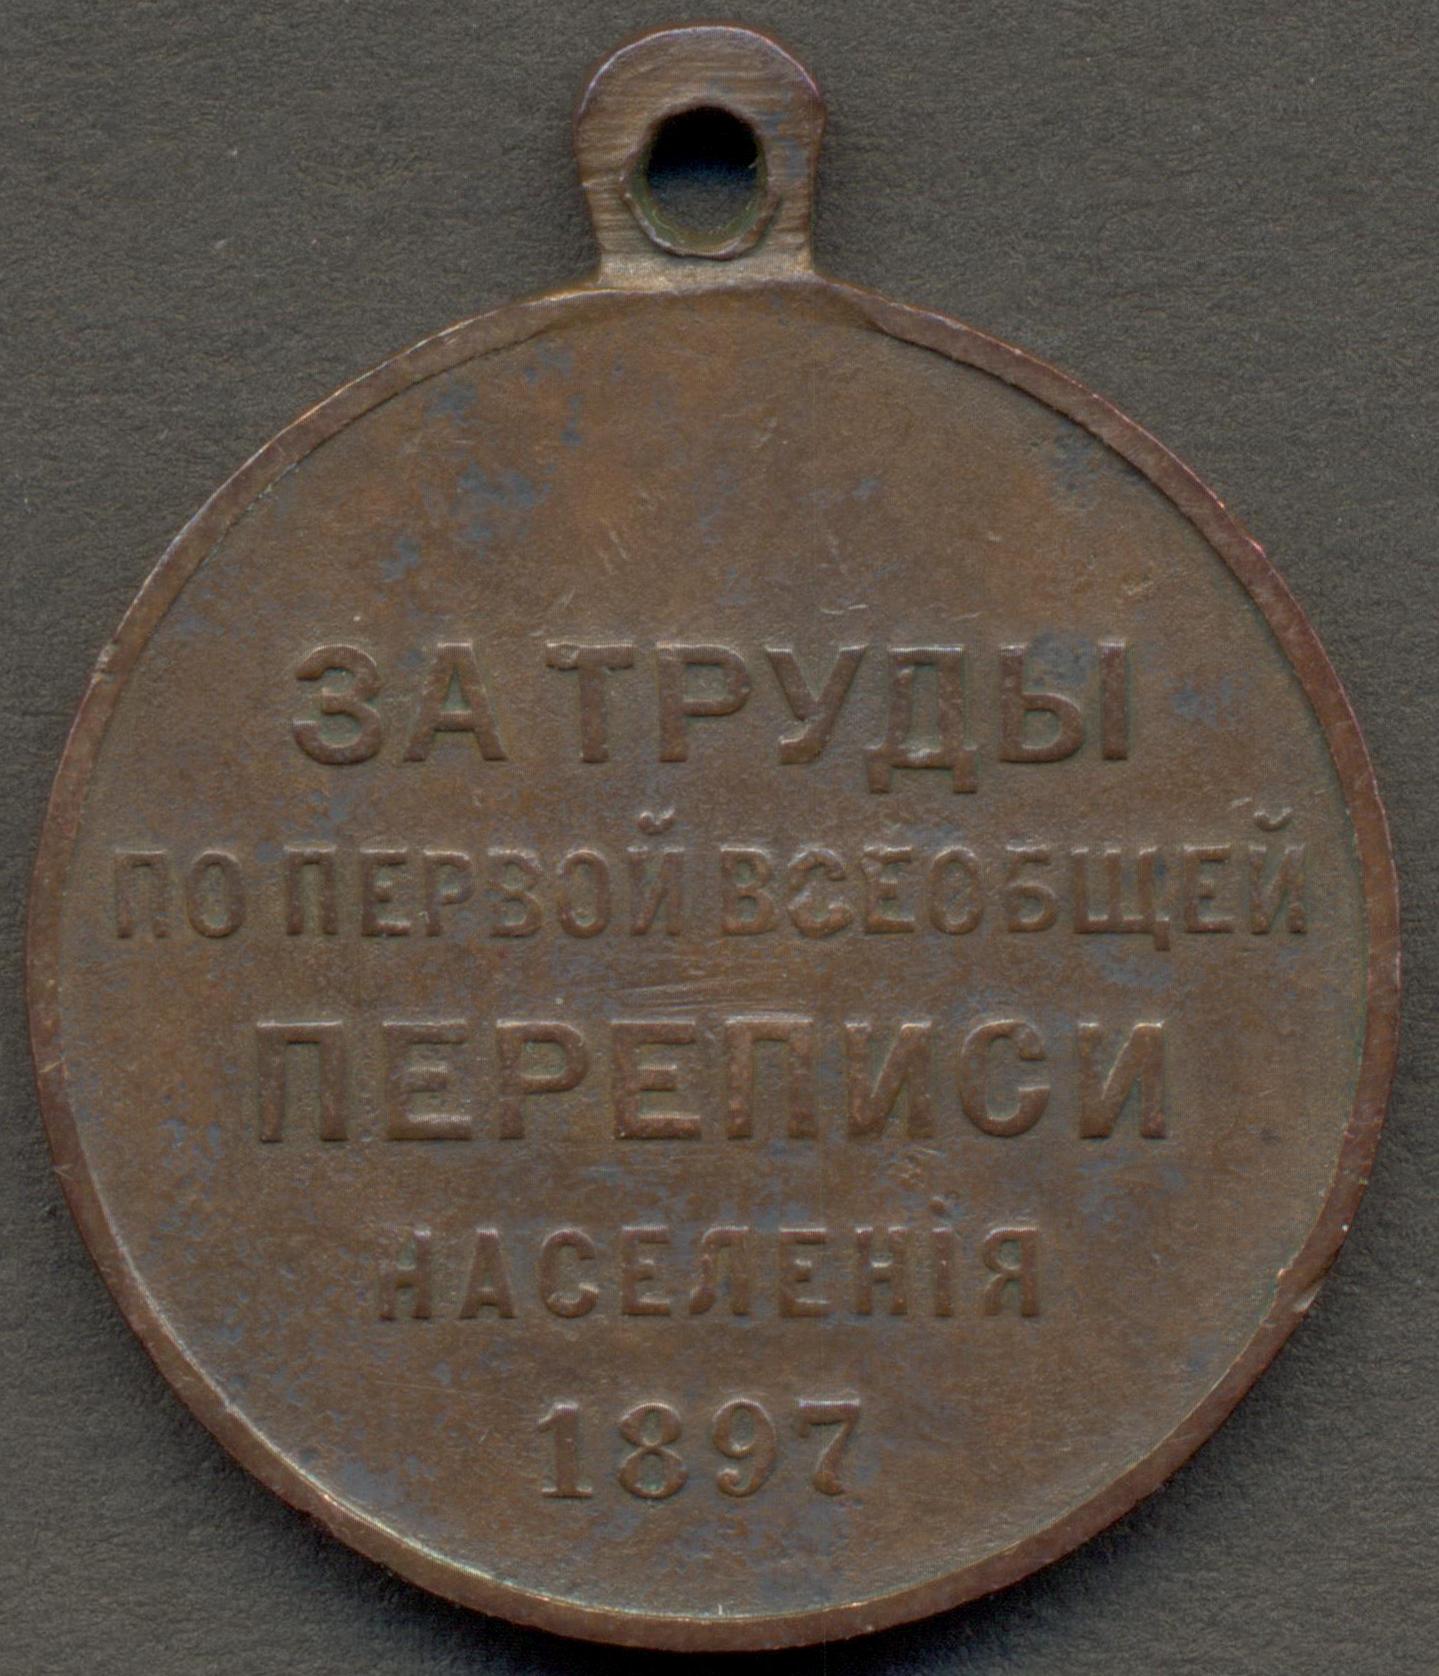 ЗА ТРУДЫ
ПО ПЕРВОЙ ВСЕОБЩЕЙ
ПЕРЕПИСИ
НАСЕЛЕНІЯ
1897